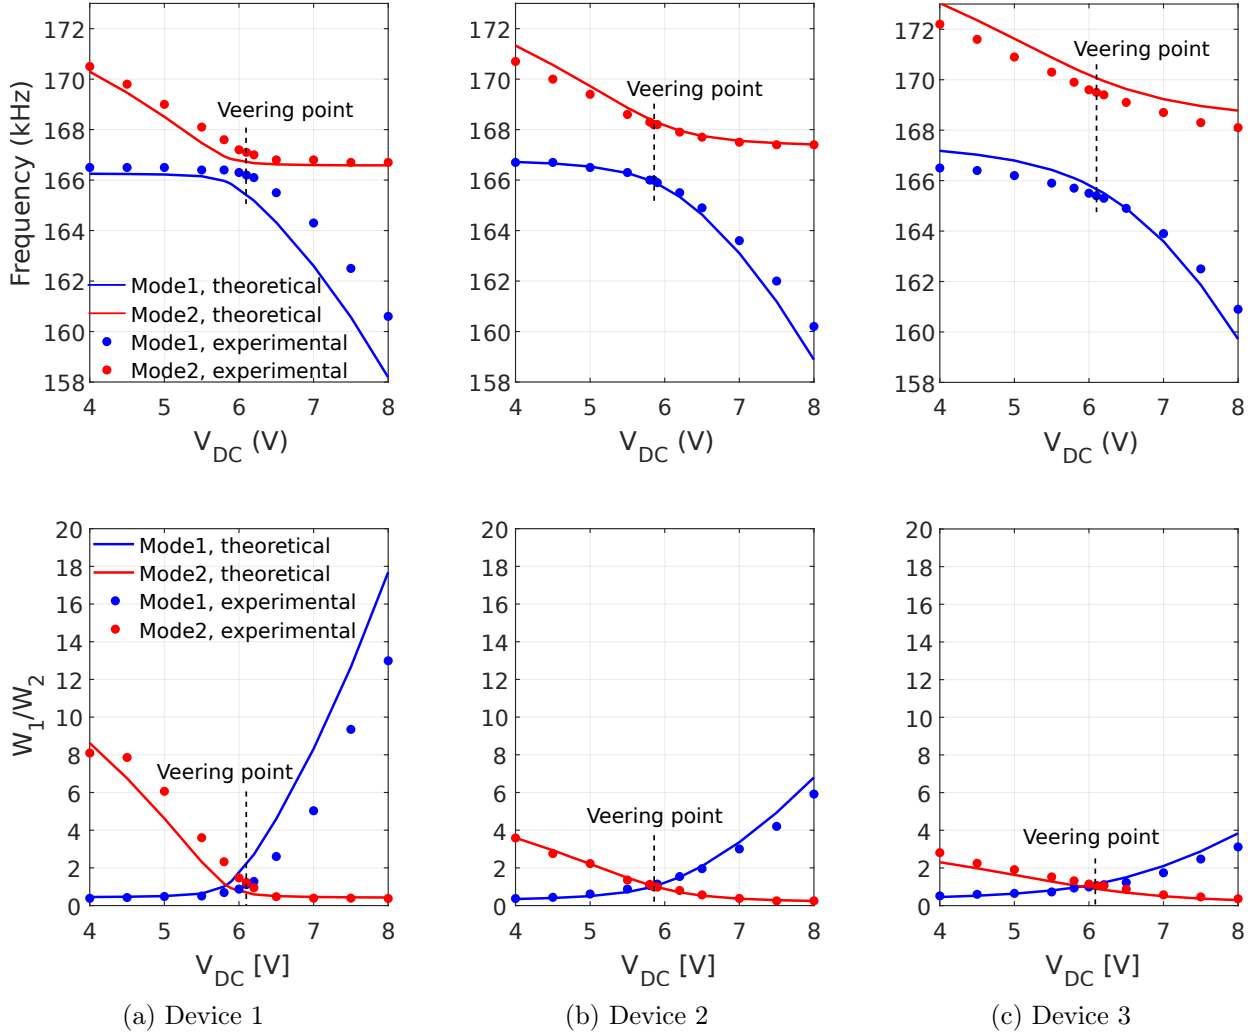 172
170
168
166
164
162
160
158
Frequency (kHz)
Veering point
Mode1, theoretical
Mode2, theoretical
Mode1, experimental
Mode2, experimental
4 5 6 7 8
V_DC (V)
172
170
168
166
164
162
160
158
Veering point
4 5 6 7 8
V_DC (V)
172
170
168
166
164
162
160
158
Veering point
4 5 6 7 8
V_DC (V)
20
18
16
14
12
10
8
6
4
2
0
W_1/W_2
Mode1, theoretical
Mode2, theoretical
Mode1, experimental
Mode2, experimental
Veering point
4 5 6 7 8
V_DC [V]
(a) Device 1
20
18
16
14
12
10
8
6
4
2
0
Veering point
4 5 6 7 8
V_DC [V]
(b) Device 2
20
18
16
14
12
10
8
6
4
2
0
Veering point
4 5 6 7 8
V_DC [V]
(c) Device 3